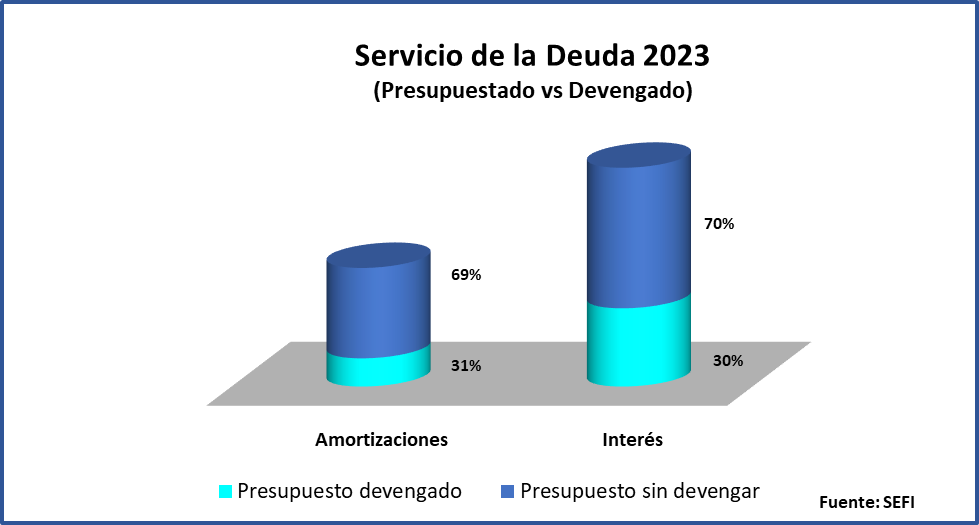 Servicio de la Deuda 2023
(Presupuestado vs Devengado)
70%
69%
31%
30%
Amortizaciones
Interés
Presupuesto devengado
Presupuesto sin devengar
Fuente: SEFI